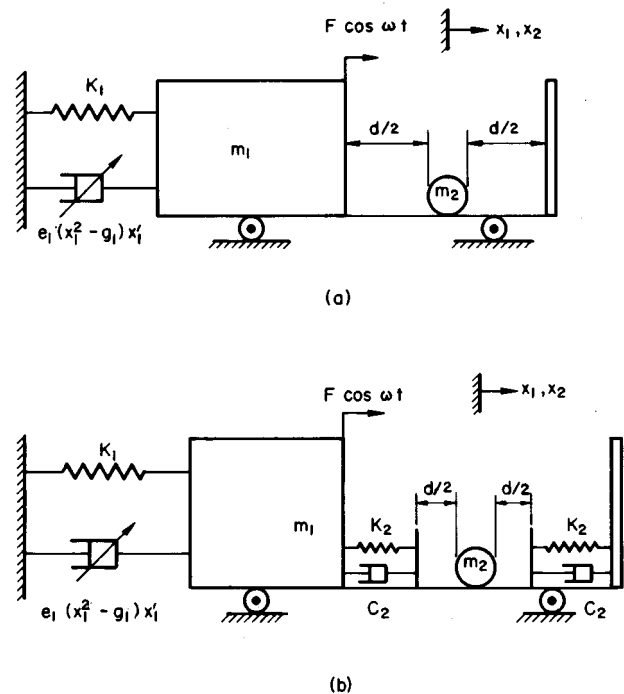 F cos ωt
x₁, x₂
K₁
d/2
d/2
m₁
m₂
e₁ (x₁² - g₁) x₁'
(a)
F cos ωt
x₁, x₂
K₁
d/2
d/2
m₁
K₂
m₂
K₂
e₁ (x₁² - g₁) x₁'
C₂
C₂
(b)